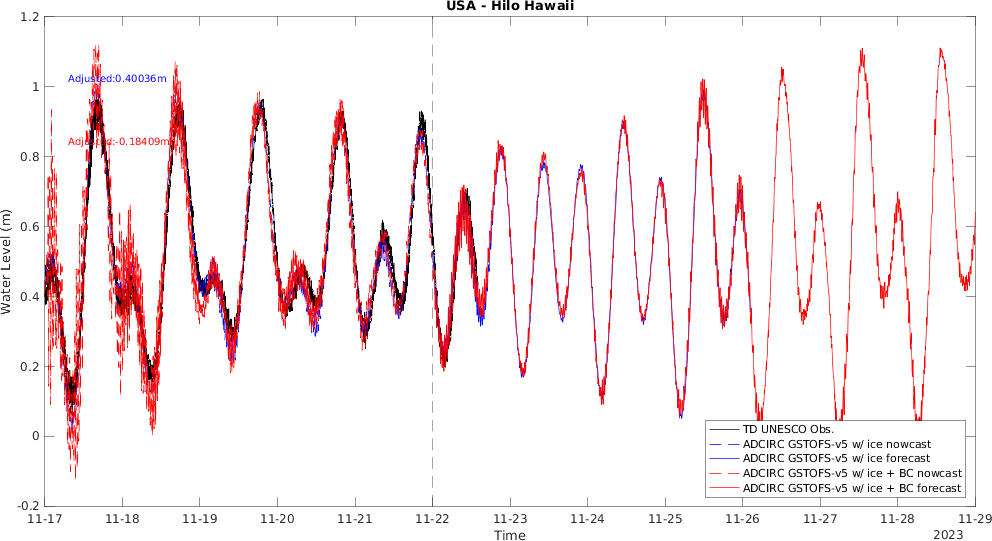 USA - Hilo Hawaii
1.2
1
0.8
0.6
0.4
0.2
0
-0.2
Water Level (m)
Adjusted:0.40036m
Adjusted:-0.18409m
TD UNESCO Obs.
ADCIRC GSTOFS-v5 w/ ice nowcast
ADCIRC GSTOFS-v5 w/ ice forecast
ADCIRC GSTOFS-v5 w/ ice + BC nowcast
ADCIRC GSTOFS-v5 w/ ice + BC forecast
11-17 11-18 11-19 11-20 11-21 11-22 11-23 11-24 11-25 11-26 11-27 11-28 11-29
Time
2023